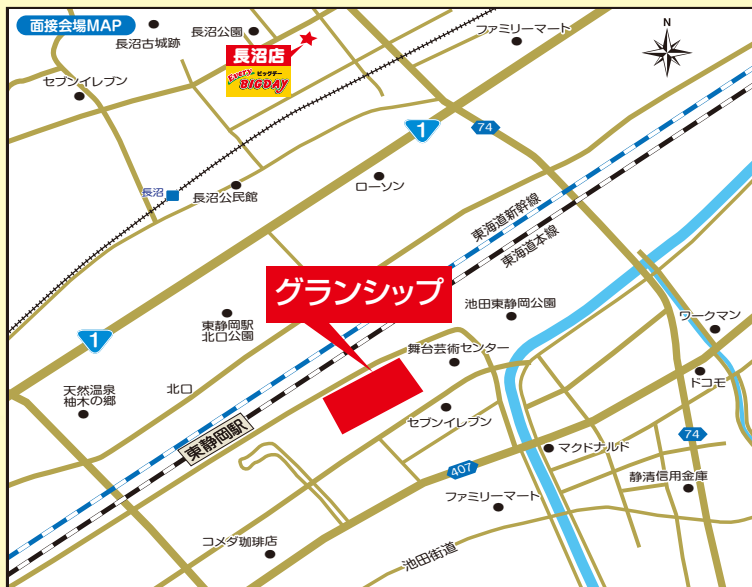 面接会場MAP
長沼公園
長沼古城跡
ファミリーマート
N
長沼店
Every ビッグデー
BIGDAY
セブンイレブン
1
74
長沼
長沼公民館
ローソン
東海道新幹線
東海道本線
グランシップ
東静岡駅
北口公園
池田東静岡公園
ワークマン
1
舞台芸術センター
天然温泉
柚木の郷
北口
ドコモ
セブンイレブン
東静岡駅
74
マクドナルド
407
静清信用金庫
ファミリーマート
コメダ珈琲店
池田街道